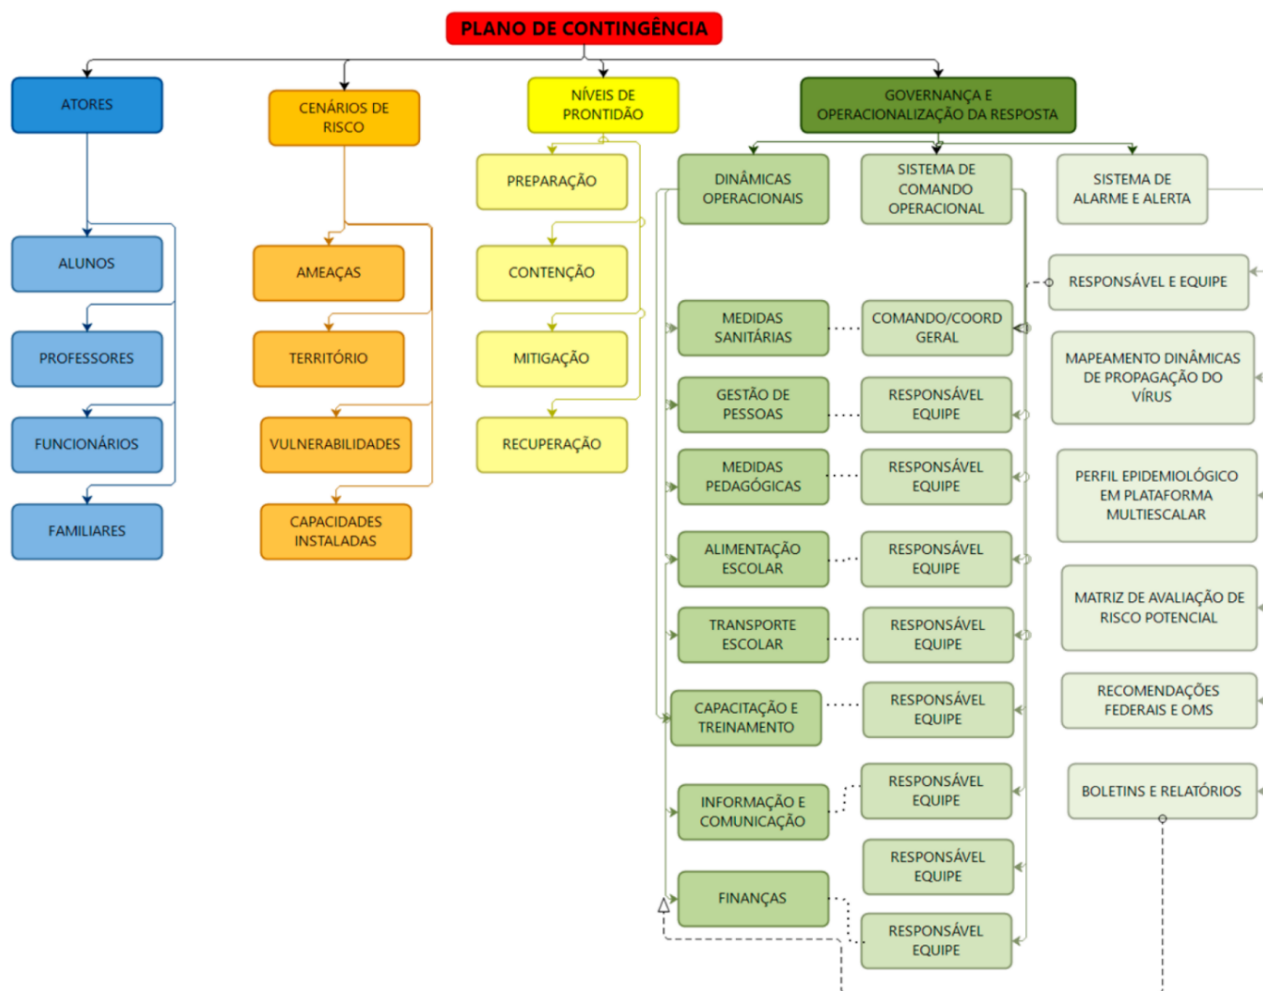 PLANO DE CONTINGÊNCIA
ATORES
ALUNOS
PROFESSORES
FUNCIONÁRIOS
FAMILIARES
CENÁRIOS DE
RISCO
AMEAÇAS
TERRITÓRIO
VULNERABILIDADES
CAPACIDADES
INSTALADAS
NÍVEIS DE
PRONTIDÃO
PREPARAÇÃO
CONTENÇÃO
MITIGAÇÃO
RECUPERAÇÃO
GOVERNANÇA E
OPERACIONALIZAÇÃO DA RESPOSTA
DINÂMICAS
OPERACIONAIS
MEDIDAS
SANITÁRIAS
GESTÃO DE
PESSOAS
MEDIDAS
PEDAGÓGICAS
ALIMENTAÇÃO
ESCOLAR
TRANSPORTE
ESCOLAR
CAPACITAÇÃO E
TREINAMENTO
INFORMAÇÃO E
COMUNICAÇÃO
FINANÇAS
SISTEMA DE
COMANDO
OPERACIONAL
COMANDO/COORD
GERAL
RESPONSÁVEL
EQUIPE
RESPONSÁVEL
EQUIPE
RESPONSÁVEL
EQUIPE
RESPONSÁVEL
EQUIPE
RESPONSÁVEL
EQUIPE
RESPONSÁVEL
EQUIPE
RESPONSÁVEL
EQUIPE
RESPONSÁVEL
EQUIPE
SISTEMA DE
ALARME E ALERTA
RESPONSÁVEL E EQUIPE
MAPEAMENTO DINÂMICAS
DE PROPAGAÇÃO DO
VÍRUS
PERFIL EPIDEMIOLÓGICO
EM PLATAFORMA
MULTIESCALAR
MATRIZ DE AVALIAÇÃO DE
RISCO POTENCIAL
RECOMENDAÇÕES
FEDERAIS E OMS
BOLETINS E RELATÓRIOS